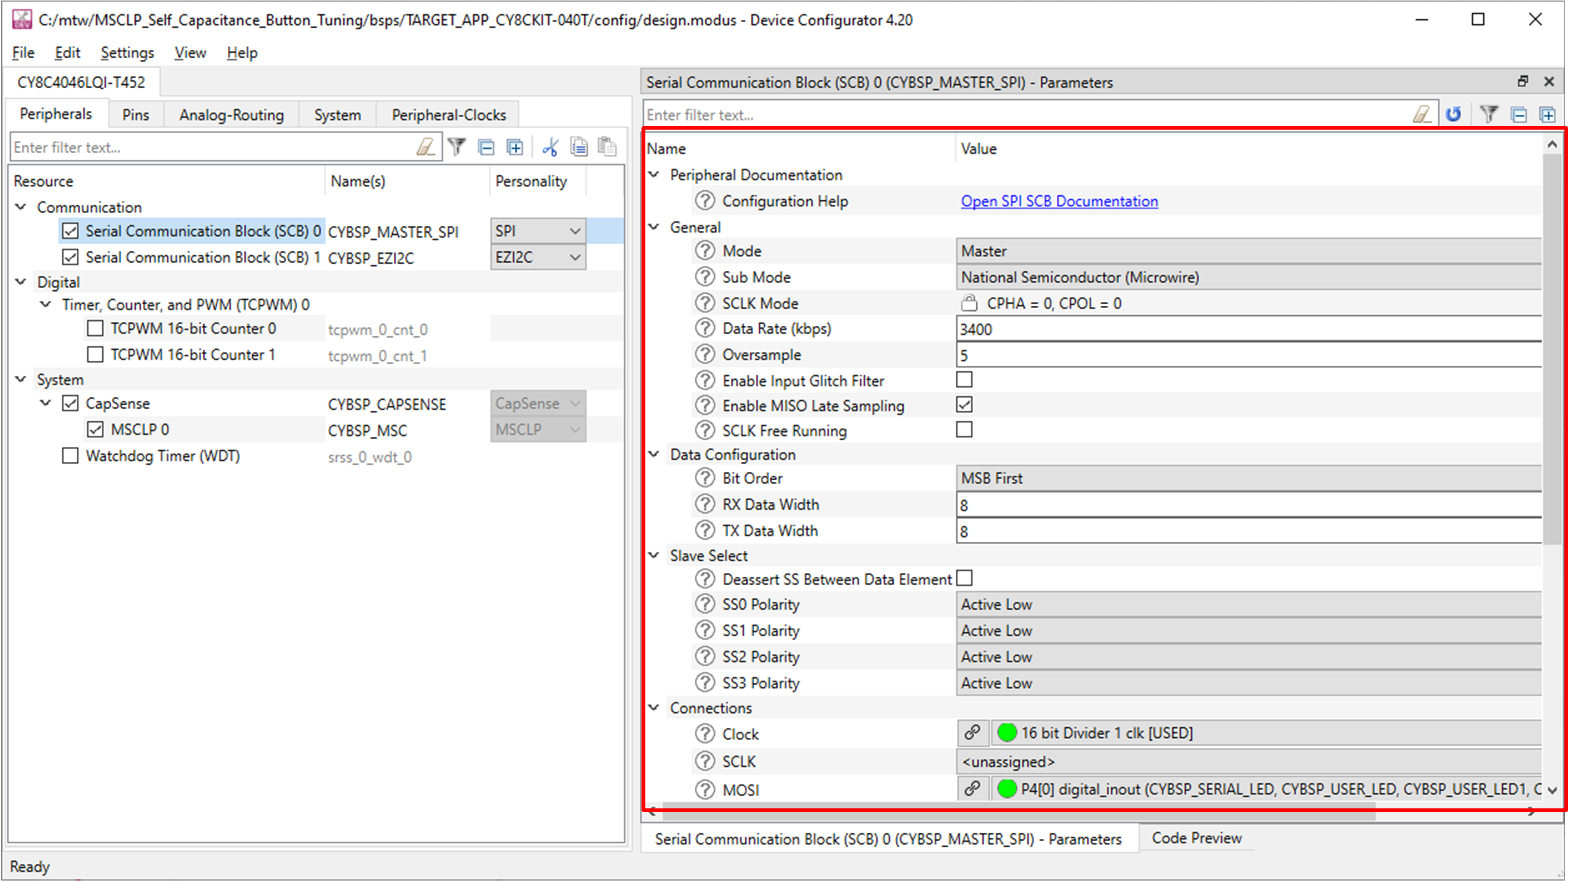 C:/mtw/MSCLP_Self_Capacitance_Button_Tuning/bsps/TARGET_APP_CY8CKIT-040T/config/design.modus - Device Configurator 4.20
File Edit Settings View Help
CY8C4046LQI-T452
Peripherals Pins Analog-Routing System Peripheral-Clocks
Enter filter text...
Resource Name(s) Personality
Communication
Serial Communication Block (SCB) 0 CYBSP_MASTER_SPI SPI
Serial Communication Block (SCB) 1 CYBSP_EZI2C EZI2C
Digital
Timer, Counter, and PWM (TCPWM) 0
TCPWM 16-bit Counter 0 tcpwm_0_cnt_0
TCPWM 16-bit Counter 1 tcpwm_0_cnt_1
System
CapSense CYBSP_CAPSENSE CapSense
MSCLP 0 CYBSP_MSC MSCLP
Watchdog Timer (WDT) srss_0_wdt_0
Serial Communication Block (SCB) 0 (CYBSP_MASTER_SPI) - Parameters
Enter filter text...
Name Value
Peripheral Documentation
Configuration Help Open SPI SCB Documentation
General
Mode Master
Sub Mode National Semiconductor (Microwire)
SCLK Mode CPHA = 0, CPOL = 0
Data Rate (kbps) 3400
Oversample 5
Enable Input Glitch Filter
Enable MISO Late Sampling
SCLK Free Running
Data Configuration
Bit Order MSB First
RX Data Width 8
TX Data Width 8
Slave Select
Deassert SS Between Data Element
SS0 Polarity Active Low
SS1 Polarity Active Low
SS2 Polarity Active Low
SS3 Polarity Active Low
Connections
Clock 16 bit Divider 1 clk [USED]
SCLK <unassigned>
MOSI P4[0] digital_inout (CYBSP_SERIAL_LED, CYBSP_USER_LED, CYBSP_USER_LED1, C
Serial Communication Block (SCB) 0 (CYBSP_MASTER_SPI) - Parameters Code Preview
Ready